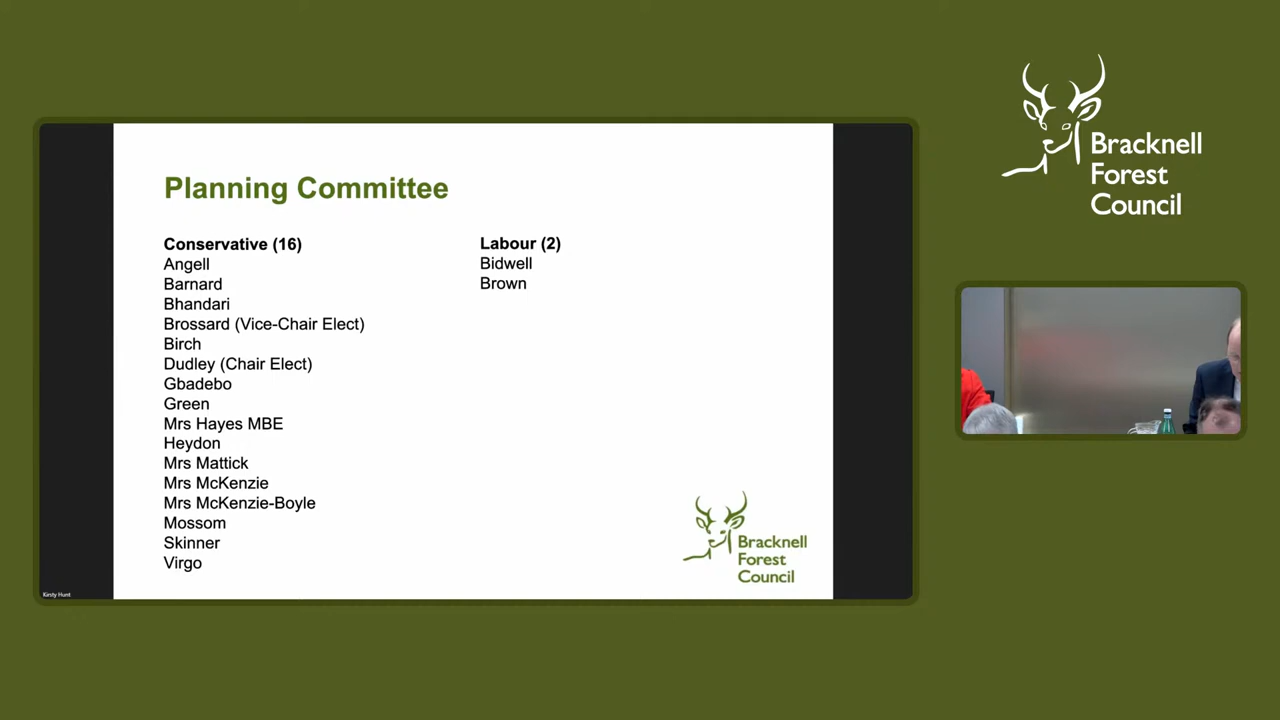 Planning Committee
Conservative (16)
Angell
Barnard
Bhandari
Brossard (Vice-Chair Elect)
Birch
Dudley (Chair Elect)
Gbadebo
Green
Mrs Hayes MBE
Heydon
Mrs Mattick
Mrs McKenzie
Mrs McKenzie-Boyle
Mossom
Skinner
Virgo
Labour (2)
Bidwell
Brown
Bracknell
Forest
Council
Kirsty Hunt
Bracknell
Forest
Council